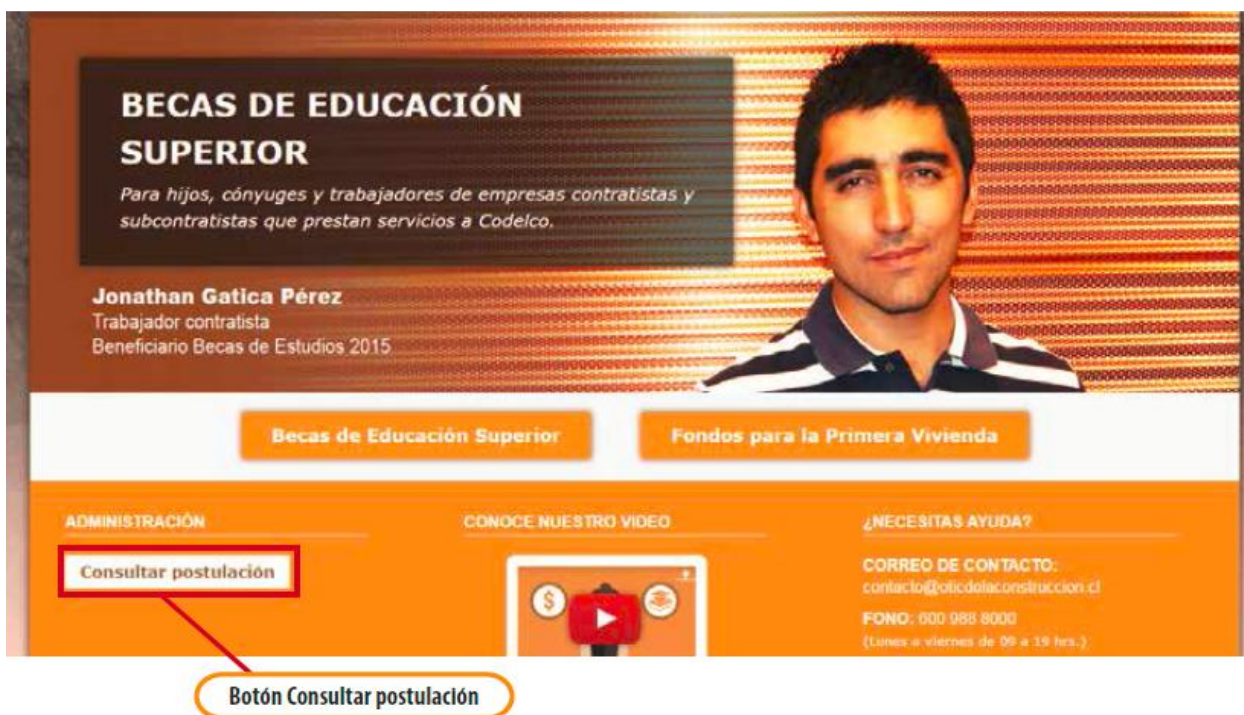 BECAS DE EDUCACIÓN
SUPERIOR
Para hijos, cónyuges y trabajadores de empresas contratistas y
subcontratistas que prestan servicios a Codelco.
Jonathan Gatica Pérez
Trabajador contratista
Beneficiario Becas de Estudios 2015
Becas de Educación Superior
Fondos para la Primera Vivienda
ADMINISTRACIÓN
Consultar postulación
CONOCE NUESTRO VIDEO
$
¿NECESITAS AYUDA?
CORREO DE CONTACTO:
contacto@oticdelaconstruccion.cl
FONO: 600 988 8000
(Lunes a viernes de 09 a 19 hrs.)
Botón Consultar postulación